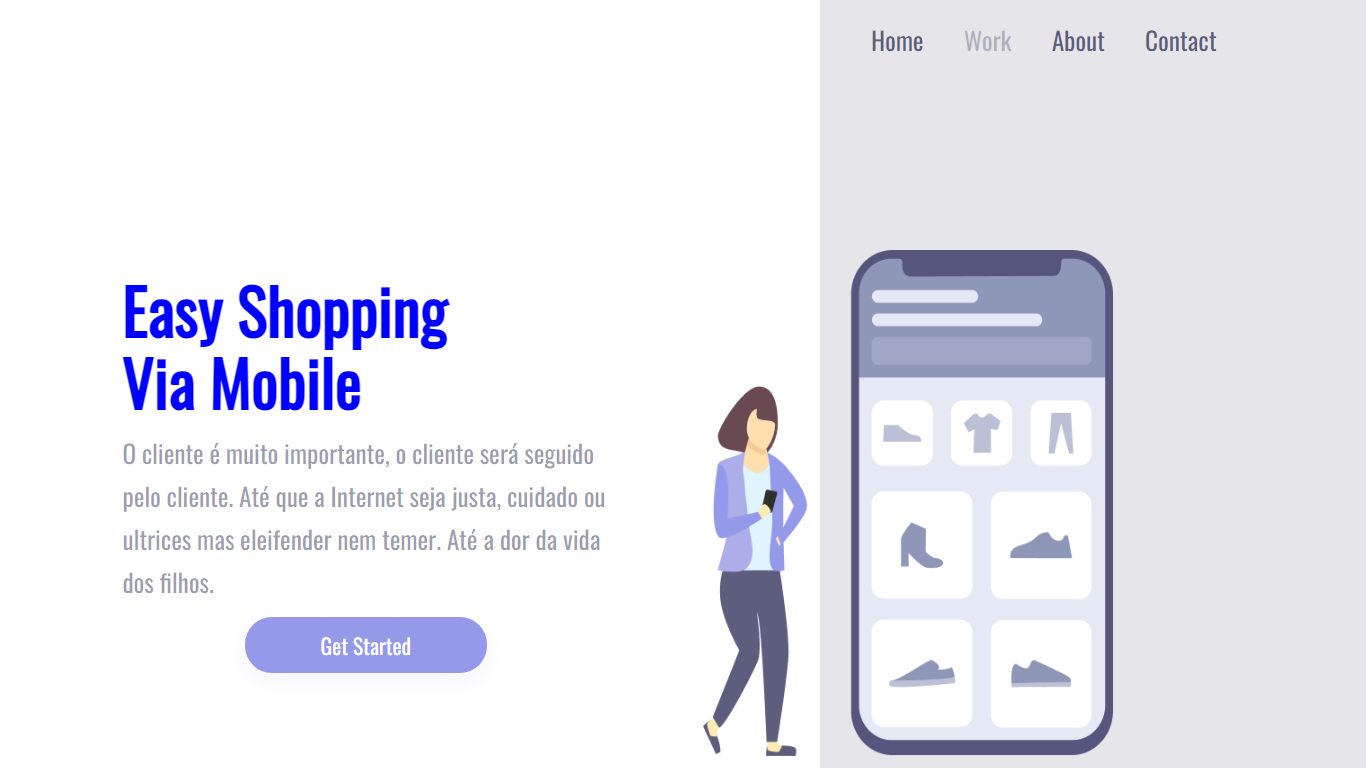 Home Work About Contact
Easy Shopping
Via Mobile
O cliente é muito importante, o cliente será seguido
pelo cliente. Até que a Internet seja justa, cuidado ou
ultrices mas eleifender nem temer. Até a dor da vida
dos filhos.
Get Started